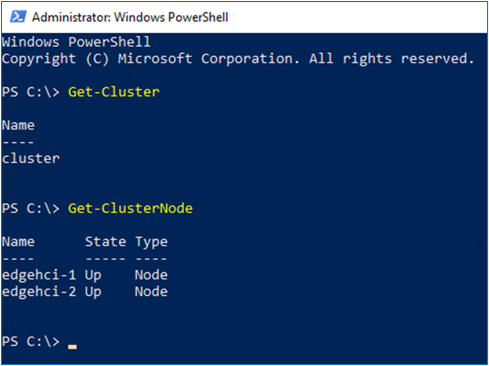 Administrator: Windows PowerShell
Windows PowerShell
Copyright (C) Microsoft Corporation. All rights reserved.
PS C:\> Get-Cluster
Name
----
cluster
PS C:\> Get-ClusterNode
Name      State Type
----      ----- ----
edgehci-1 Up    Node
edgehci-2 Up    Node
PS C:\>